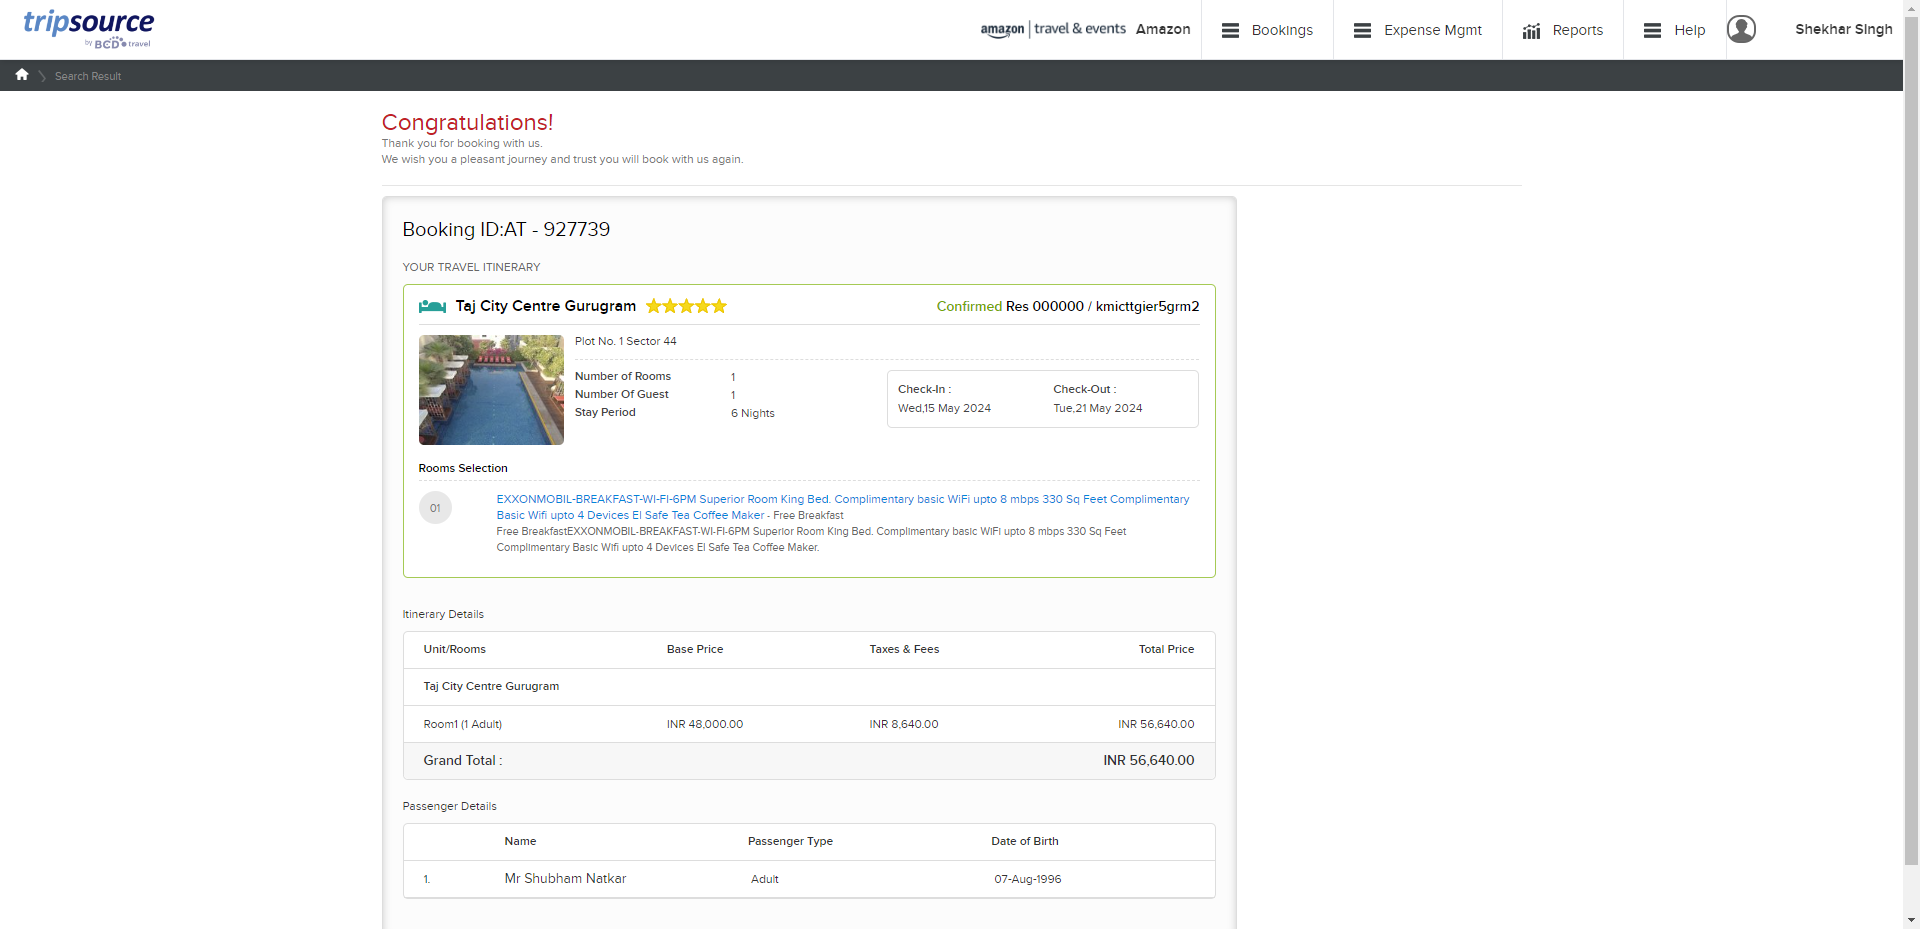 tripsource
by BCD travel
amazon | travel & events Amazon
Bookings
Expense Mgmt
Reports
Help
Shekhar Singh
Search Result
Congratulations!
Thank you for booking with us.
We wish you a pleasant journey and trust you will book with us again.
Booking ID:AT - 927739
YOUR TRAVEL ITINERARY
Taj City Centre Gurugram
Confirmed Res 000000 / kmicttgier5grm2
Plot No. 1 Sector 44
Number of Rooms 1
Number Of Guest 1
Stay Period 6 Nights
Check-In : Check-Out :
Wed,15 May 2024 Tue,21 May 2024
Rooms Selection
01
EXXONMOBIL-BREAKFAST-WI-FI-6PM Superior Room King Bed. Complimentary basic WiFi upto 8 mbps 330 Sq Feet Complimentary
Basic Wifi upto 4 Devices El Safe Tea Coffee Maker - Free Breakfast
Free BreakfastEXXONMOBIL-BREAKFAST-WI-FI-6PM Superior Room King Bed. Complimentary basic WiFi upto 8 mbps 330 Sq Feet
Complimentary Basic Wifi upto 4 Devices El Safe Tea Coffee Maker.
Itinerary Details
Unit/Rooms Base Price Taxes & Fees Total Price
Taj City Centre Gurugram
Room1 (1 Adult) INR 48,000.00 INR 8,640.00 INR 56,640.00
Grand Total : INR 56,640.00
Passenger Details
Name Passenger Type Date of Birth
1. Mr Shubham Natkar Adult 07-Aug-1996